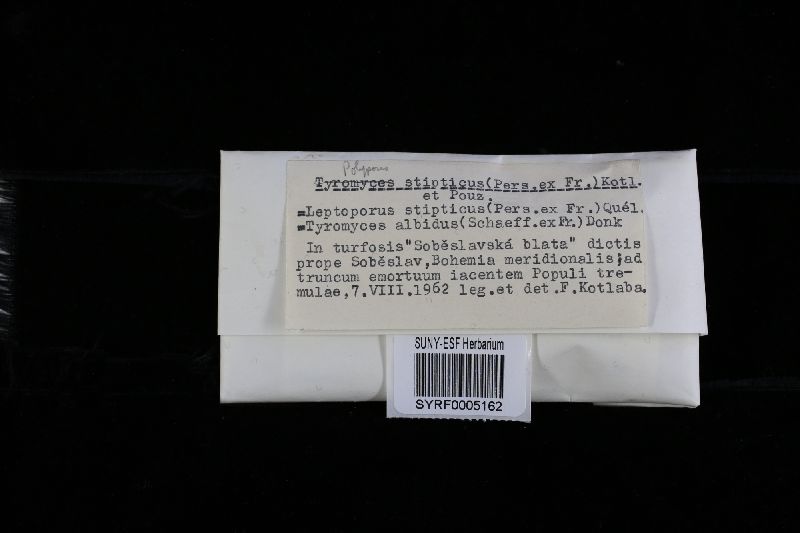 Polyporus
Tyromyces stipticus(Pers.ex Fr.)Kotl.
et Pouz.
=Leptoporus stipticus(Pers.ex Fr.)Quél.
=Tyromyces albidus(Schaeff.ex Fr.)Donk
In turfosis "Soběslavská blata" dictis
prope Soběslav,Bohemia meridionalis;ad
truncum emortuum iacentem Populi tre-
mulae,7.VIII.1962 leg.et det.F.Kotlaba.
SUNY-ESF Herbarium
SYRF0005162